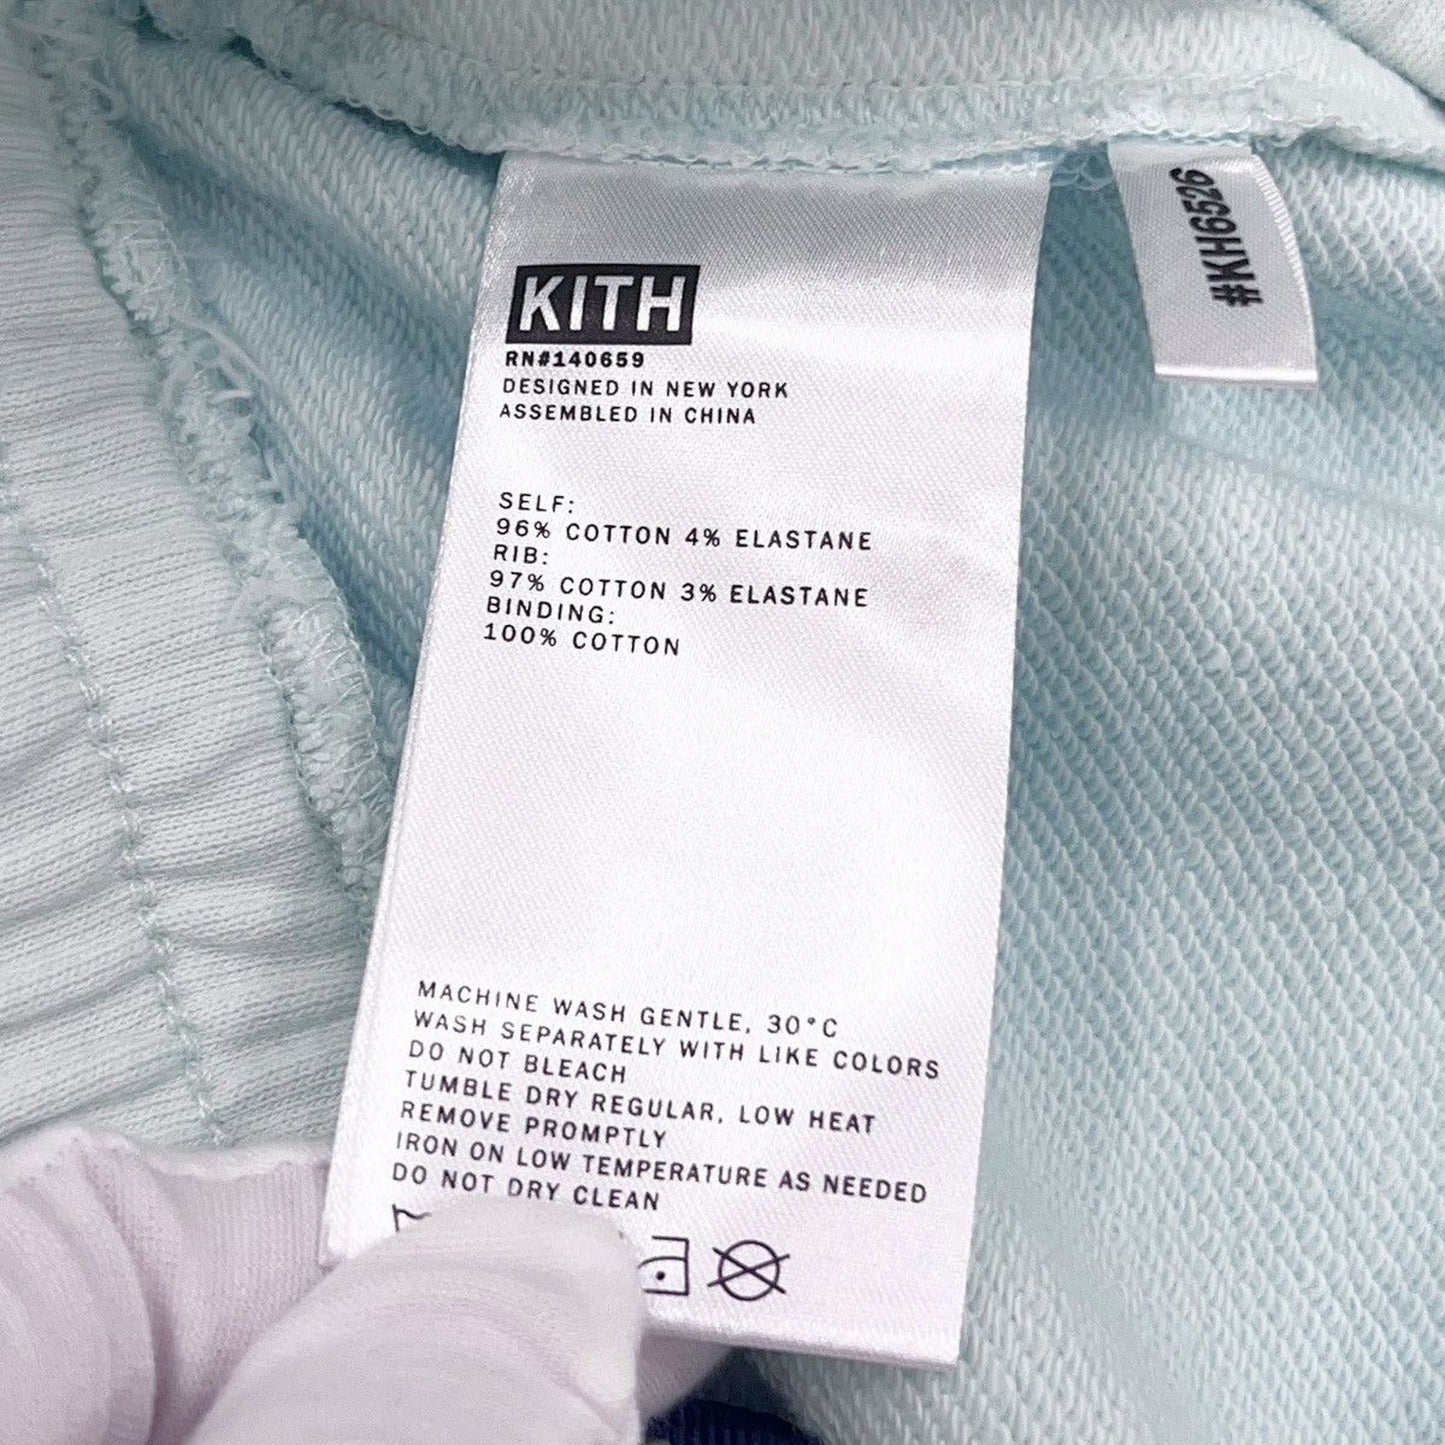 KITH
RN#140659
DESIGNED IN NEW YORK
ASSEMBLED IN CHINA
SELF:
96% COTTON 4% ELASTANE
RIB:
97% COTTON 3% ELASTANE
BINDING:
100% COTTON
MACHINE WASH GENTLE, 30°C
WASH SEPARATELY WITH LIKE COLORS
DO NOT BLEACH
TUMBLE DRY REGULAR, LOW HEAT
REMOVE PROMPTLY
IRON ON LOW TEMPERATURE AS NEEDED
DO NOT DRY CLEAN
#KH6526